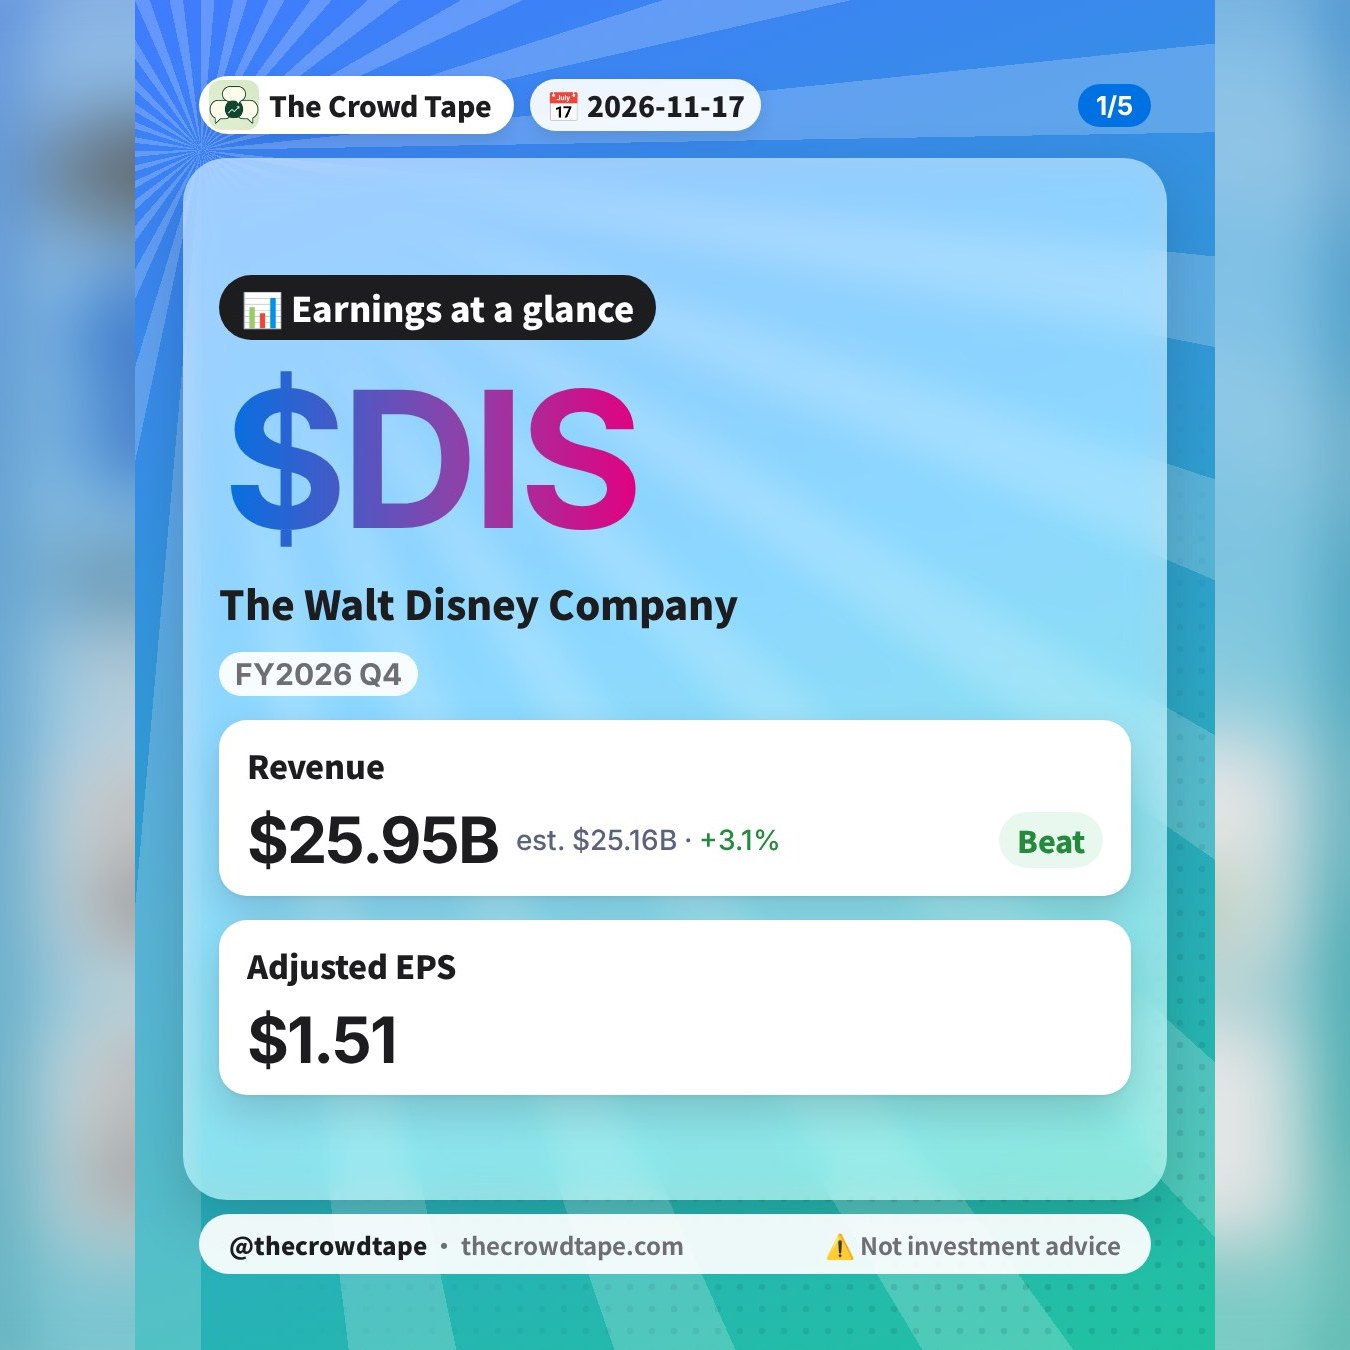 The Crowd Tape
📅 2026-11-17
1/5
📊 Earnings at a glance
$DIS
The Walt Disney Company
FY2026 Q4
Revenue
$25.95B est. $25.16B · +3.1% Beat
Adjusted EPS
$1.51
@thecrowdtape • thecrowdtape.com ⚠️ Not investment advice